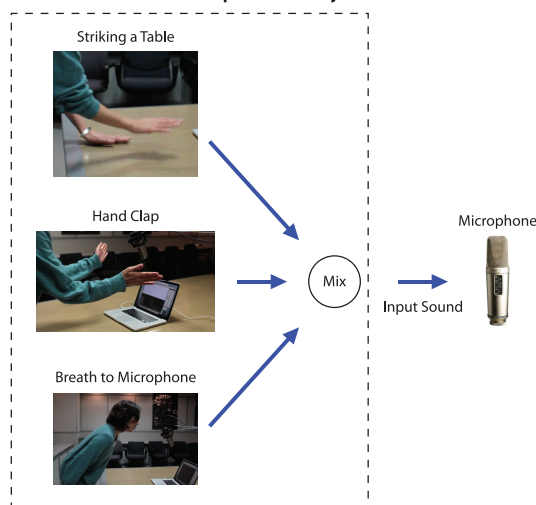 Striking a Table
Hand Clap
Microphone
Mix
Input Sound
Breath to Microphone